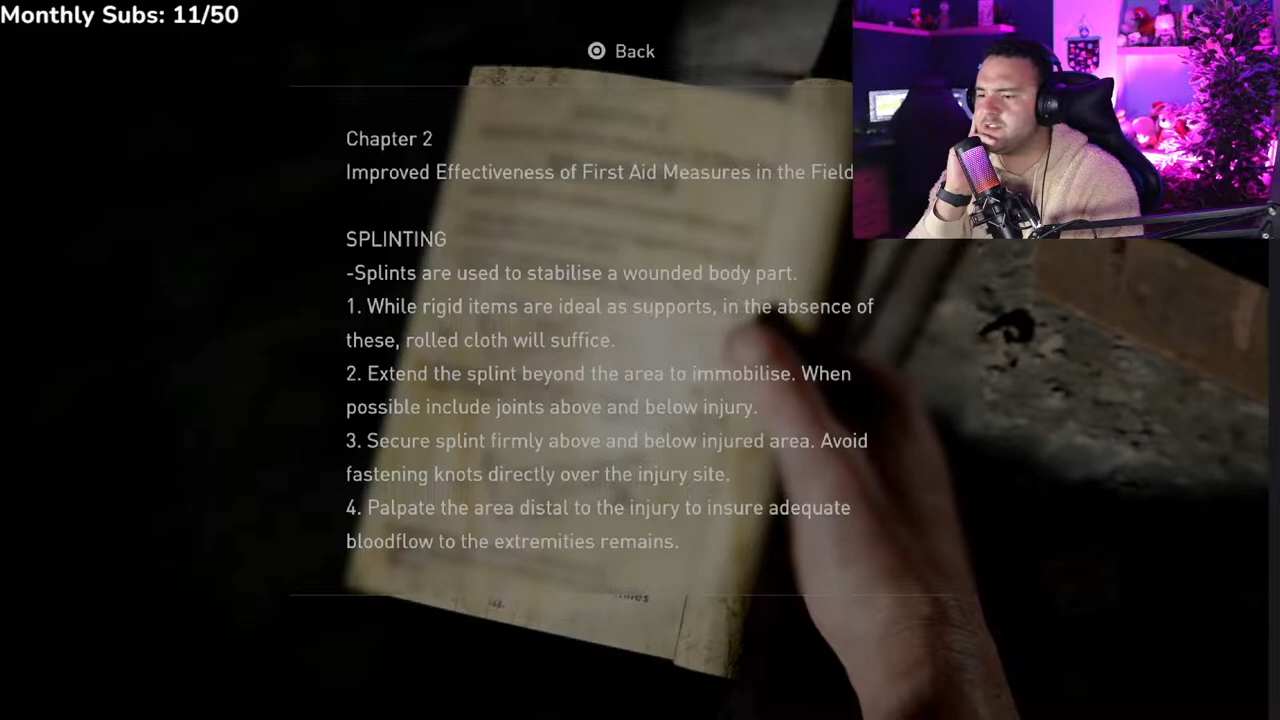 Monthly Subs: 11/50
Back
Chapter 2
Improved Effectiveness of First Aid Measures in the Field
SPLINTING
-Splints are used to stabilise a wounded body part.
1. While rigid items are ideal as supports, in the absence of
these, rolled cloth will suffice.
2. Extend the splint beyond the area to immobilise. When
possible include joints above and below injury.
3. Secure splint firmly above and below injured area. Avoid
fastening knots directly over the injury site.
4. Palpate the area distal to the injury to insure adequate
bloodflow to the extremities remains.